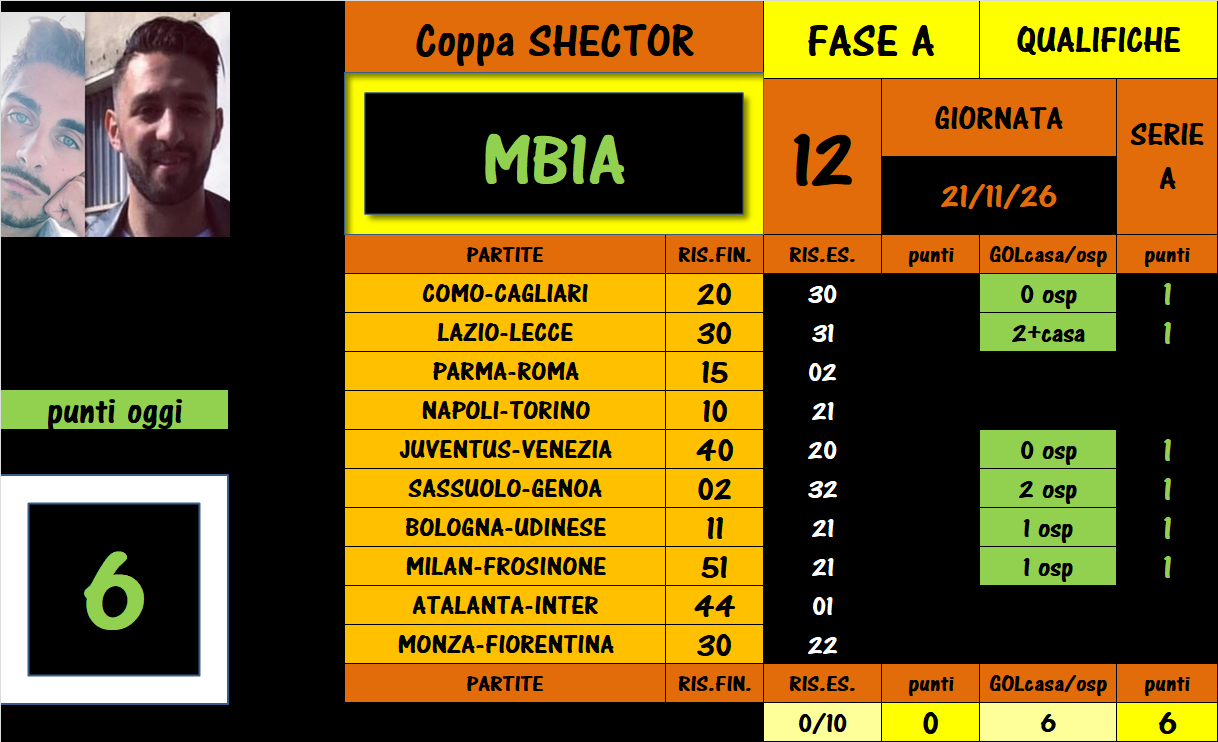 Coppa SHECTOR FASE A QUALIFICHE
MB1A 12 GIORNATA SERIE
A
21/11/26
PARTITE RIS.FIN. RIS.ES. punti GOLcasa/osp punti
COMO-CAGLIARI 20 30 0 osp 1
LAZIO-LECCE 30 31 2+casa 1
PARMA-ROMA 15 02
punti oggi NAPOLI-TORINO 10 21
JUVENTUS-VENEZIA 40 20 0 osp 1
SASSUOLO-GENOA 02 32 2 osp 1
BOLOGNA-UDINESE 11 21 1 osp 1
6 MILAN-FROSINONE 51 21 1 osp 1
ATALANTA-INTER 44 01
MONZA-FIORENTINA 30 22
PARTITE RIS.FIN. RIS.ES. punti GOLcasa/osp punti
0/10 0 6 6